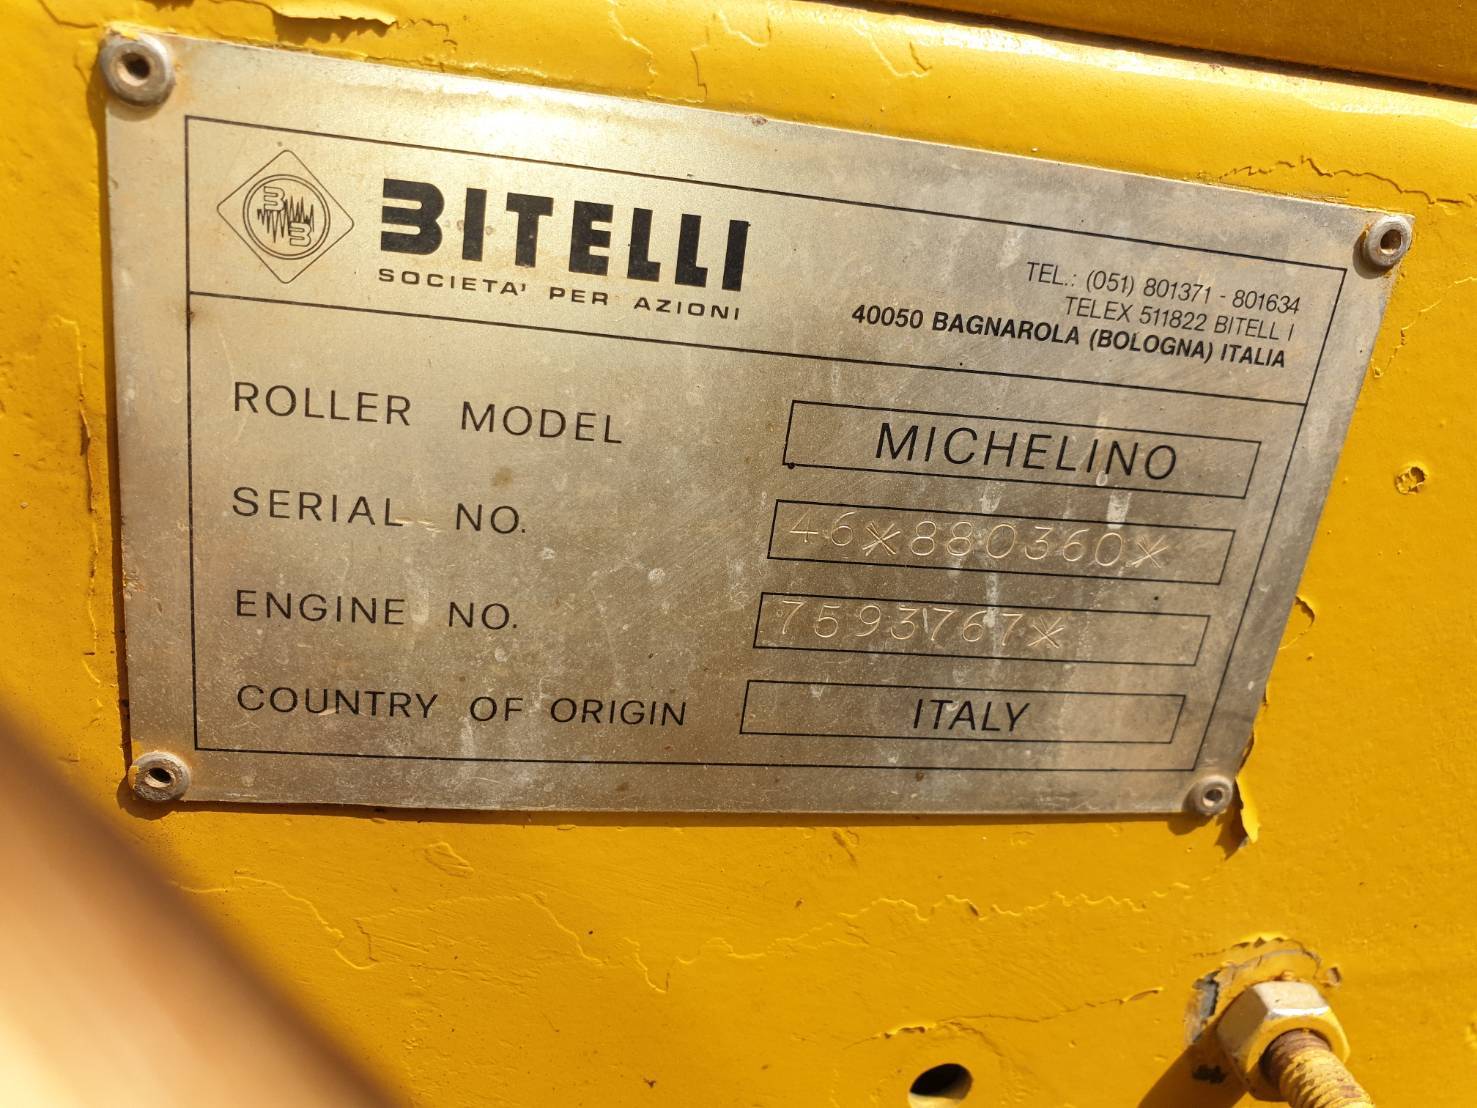 BITELLI
SOCIETA' PER AZIONI
TEL.: (051) 801371 - 801634
TELEX 511822 BITELL I
40050 BAGNAROLA (BOLOGNA) ITALIA
ROLLER MODEL MICHELINO
SERIAL NO. 46*880360*
ENGINE NO. 7593767*
COUNTRY OF ORIGIN ITALY